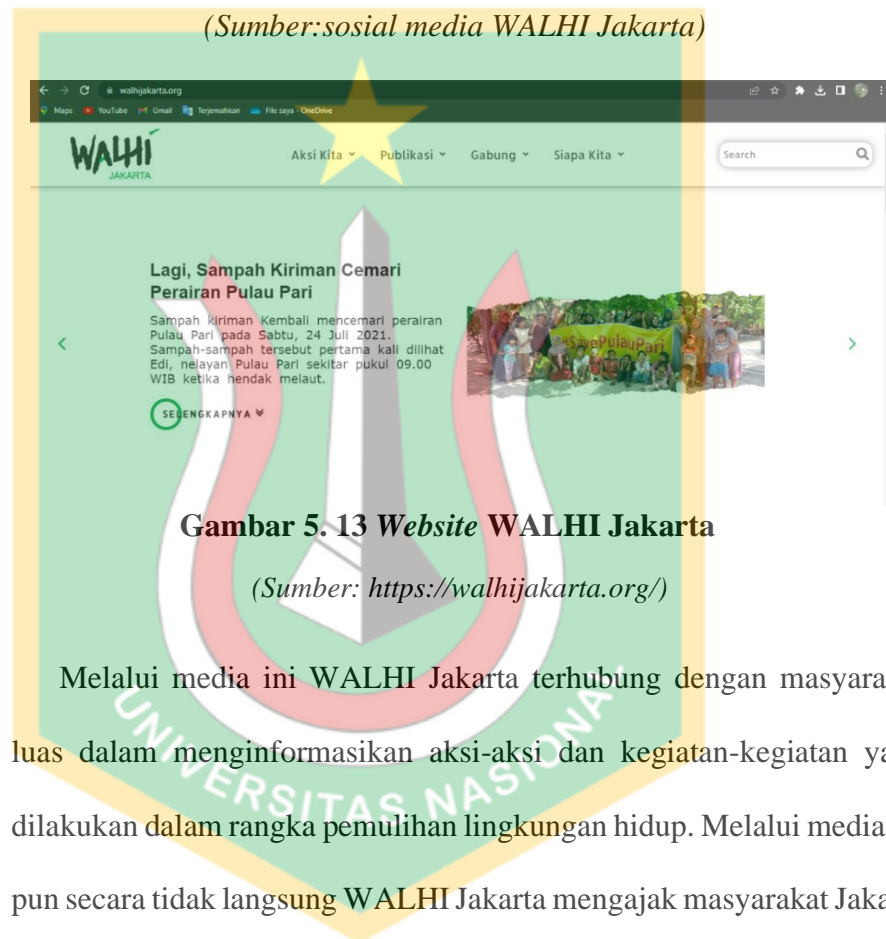 (Sumber:sosial media WALHI Jakarta)
walhijakarta.org
Maps YouTube Gmail Terjemahkan File saya - OneDrive
WALHI
JAKARTA
Aksi Kita Publikasi Gabung Siapa Kita Search
Lagi, Sampah Kiriman Cemari
Perairan Pulau Pari
Sampah kiriman Kembali mencemari perairan
Pulau Pari pada Sabtu, 24 Juli 2021.
Sampah-sampah tersebut pertama kali dilihat
Edi, nelayan Pulau Pari sekitar pukul 09.00
WIB ketika hendak melaut.
#SavePulauPari
SELENGKAPNYA
Gambar 5. 13 Website WALHI Jakarta
(Sumber: https://walhijakarta.org/)
Melalui media ini WALHI Jakarta terhubung dengan masyara
luas dalam menginformasikan aksi-aksi dan kegiatan-kegiatan ya
dilakukan dalam rangka pemulihan lingkungan hidup. Melalui media
pun secara tidak langsung WALHI Jakarta mengajak masyarakat Jaka
UNIVERSITAS NASIONAL